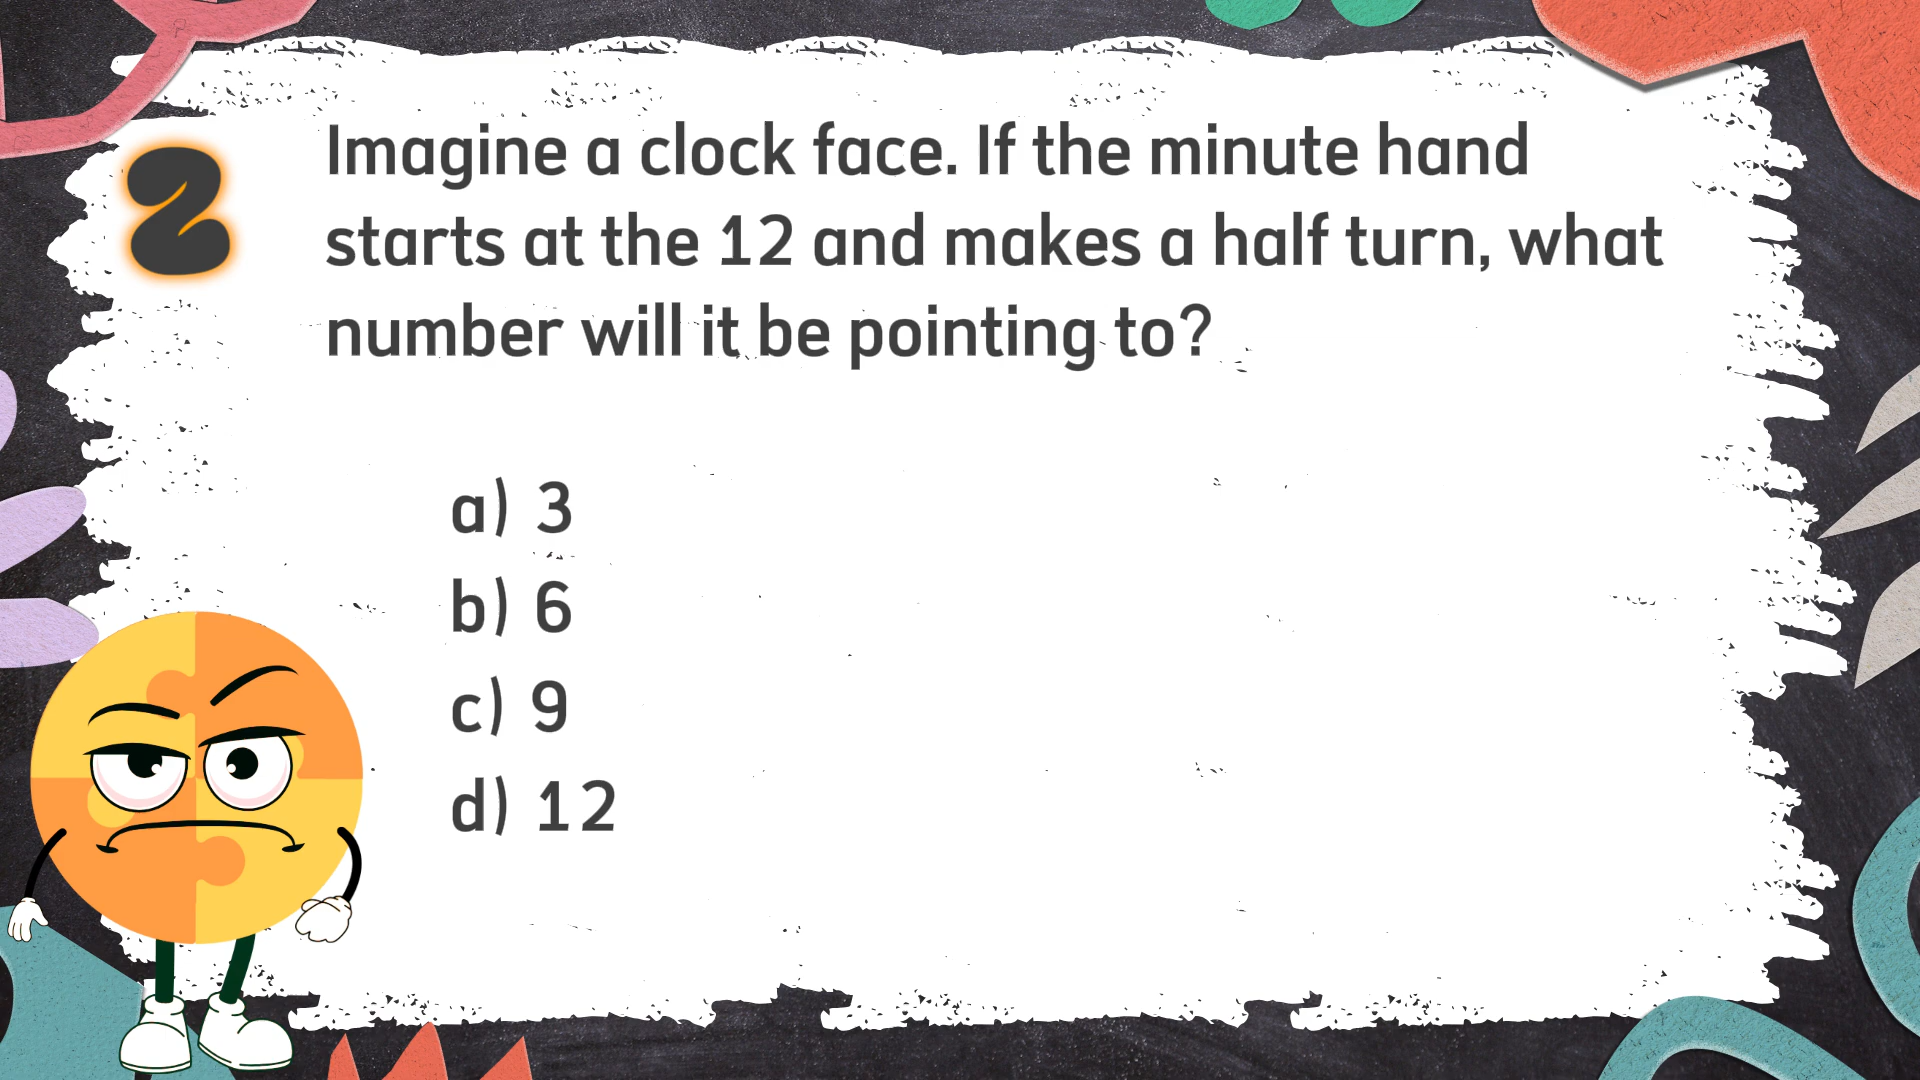 2
Imagine a clock face. If the minute hand
starts at the 12 and makes a half turn, what
number will it be pointing to?
a) 3
b) 6
c) 9
d) 12